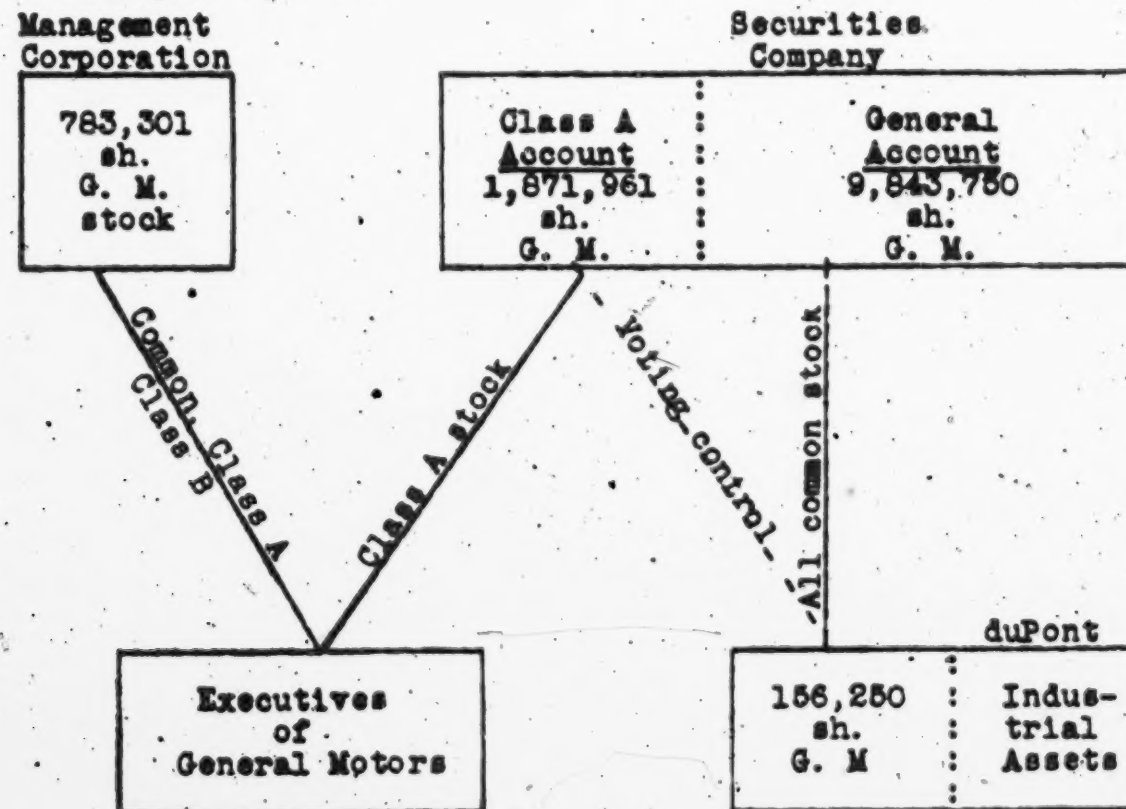 Management
Corporation
783,301
sh.
G. M.
stock
Securities
Company
Class A
Account
1,871,961
sh.
G. M.
General
Account
9,843,750
sh.
G. M.
Common, Class A
Class B
Class A stock
Voting control
All common stock
Executives
of
General Motors
duPont
156,250
sh.
G. M
Indus-
trial
Assets